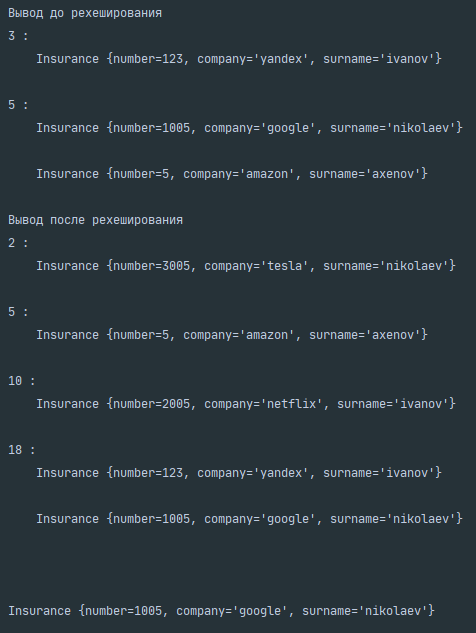 Вывод до рехеширования
3 :
Insurance {number=123, company='yandex', surname='ivanov'}
5 :
Insurance {number=1005, company='google', surname='nikolaev'}
Insurance {number=5, company='amazon', surname='axenov'}
Вывод после рехеширования
2 :
Insurance {number=3005, company='tesla', surname='nikolaev'}
5 :
Insurance {number=5, company='amazon', surname='axenov'}
10 :
Insurance {number=2005, company='netflix', surname='ivanov'}
18 :
Insurance {number=123, company='yandex', surname='ivanov'}
Insurance {number=1005, company='google', surname='nikolaev'}
Insurance {number=1005, company='google', surname='nikolaev'}